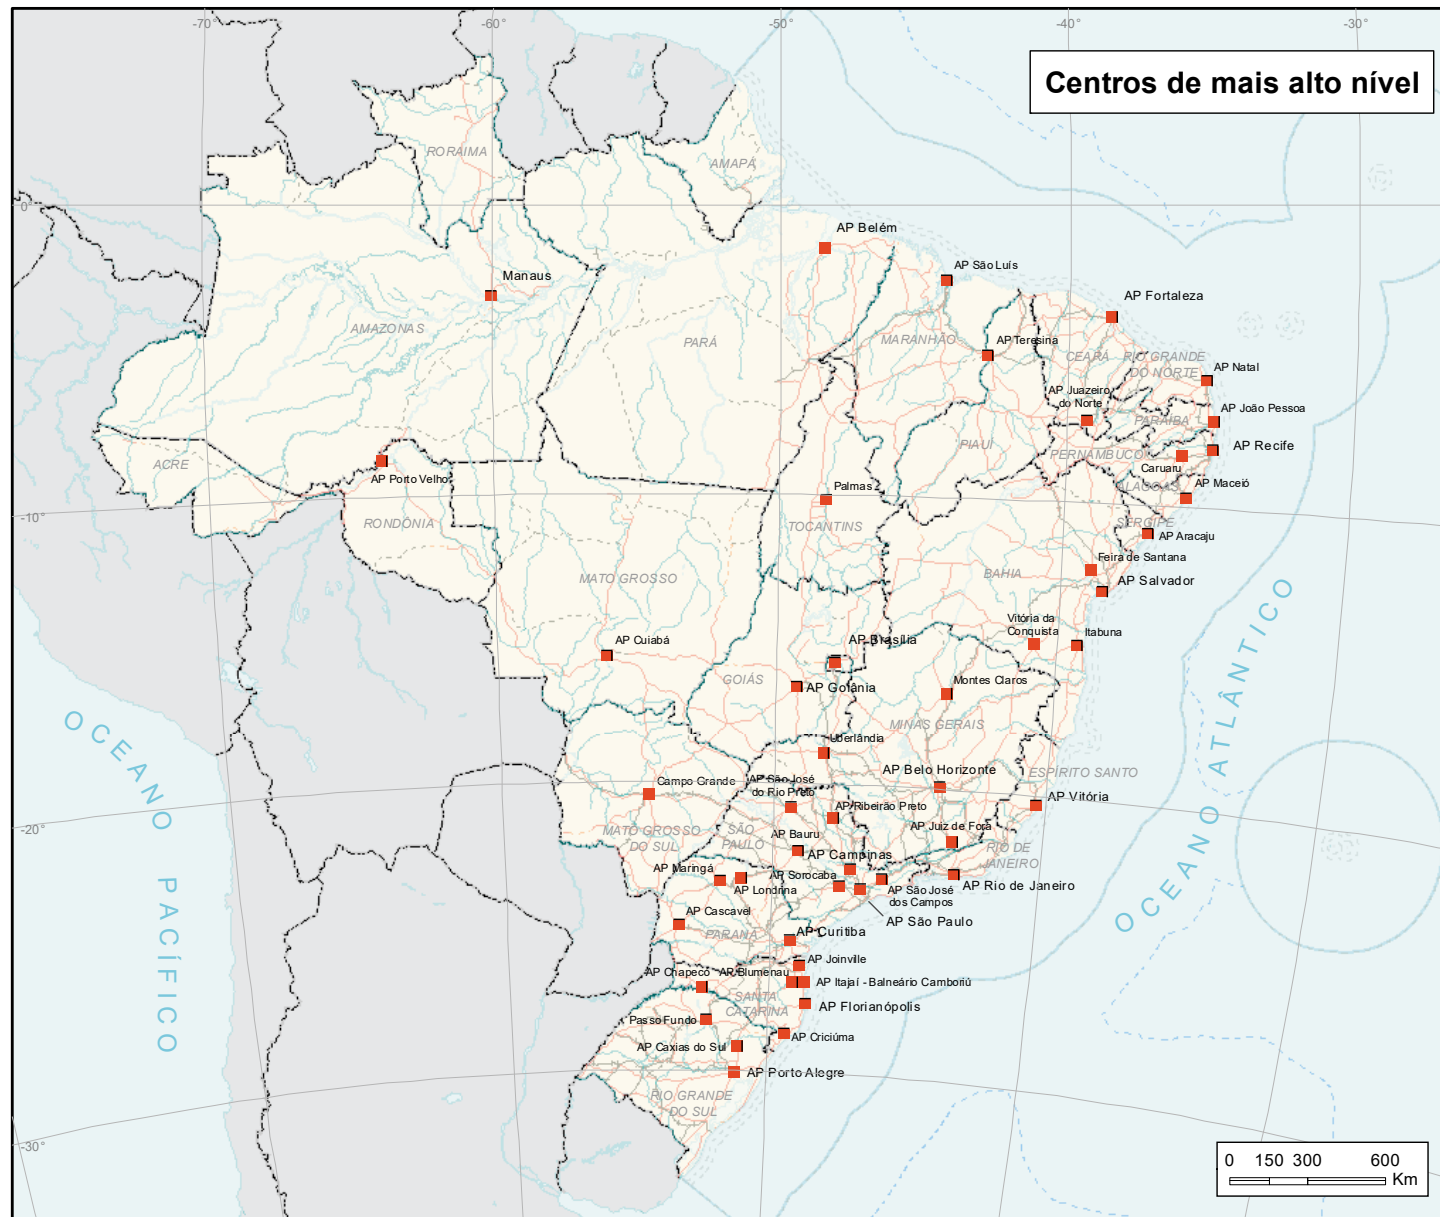 -70°
-60°
-50°
-40°
-30°
Centros de mais alto nível
RORAIMA
AMAPÁ
0°
AP Belém
AP São Luís
Manaus
AP Fortaleza
AMAZONAS
PARÁ
MARANHÃO
AP Teresina
CEARÁ
RIO GRANDE
DO NORTE
AP Natal
AP Juazeiro
do Norte
AP João Pessoa
PARAÍBA
PIAUÍ
AP Recife
PERNAMBUCO
Caruaru
ACRE
AP Porto Velho
Palmas
ALAGOAS
AP Maceió
-10°
RONDÔNIA
TOCANTINS
SERGIPE
AP Aracaju
Feira de Santana
MATO GROSSO
BAHIA
AP Salvador
Vitória da
Conquista
Itabuna
AP Cuiabá
AP Brasília
GOIÁS
AP Goiânia
Montes Claros
OCEANO ATLÂNTICO
OCEANO PACÍFICO
MINAS GERAIS
Uberlândia
AP Belo Horizonte
ESPÍRITO SANTO
Campo Grande
AP São José
do Rio Preto
AP Vitória
AP Ribeirão Preto
-20°
MATO GROSSO
DO SUL
SÃO
PAULO
AP Bauru
AP Juiz de Fora
RIO DE
JANEIRO
AP Campinas
AP Maringá
AP Sorocaba
AP Londrina
AP São José
dos Campos
AP Rio de Janeiro
AP Cascavel
AP São Paulo
PARANÁ
AP Curitiba
AP Joinville
AP Chapecó
AP Blumenau
AP Itajaí - Balneário Camboriú
SANTA
CATARINA
AP Florianópolis
Passo Fundo
AP Criciúma
AP Caxias do Sul
AP Porto Alegre
RIO GRANDE
DO SUL
-30°
0 150 300 600
Km